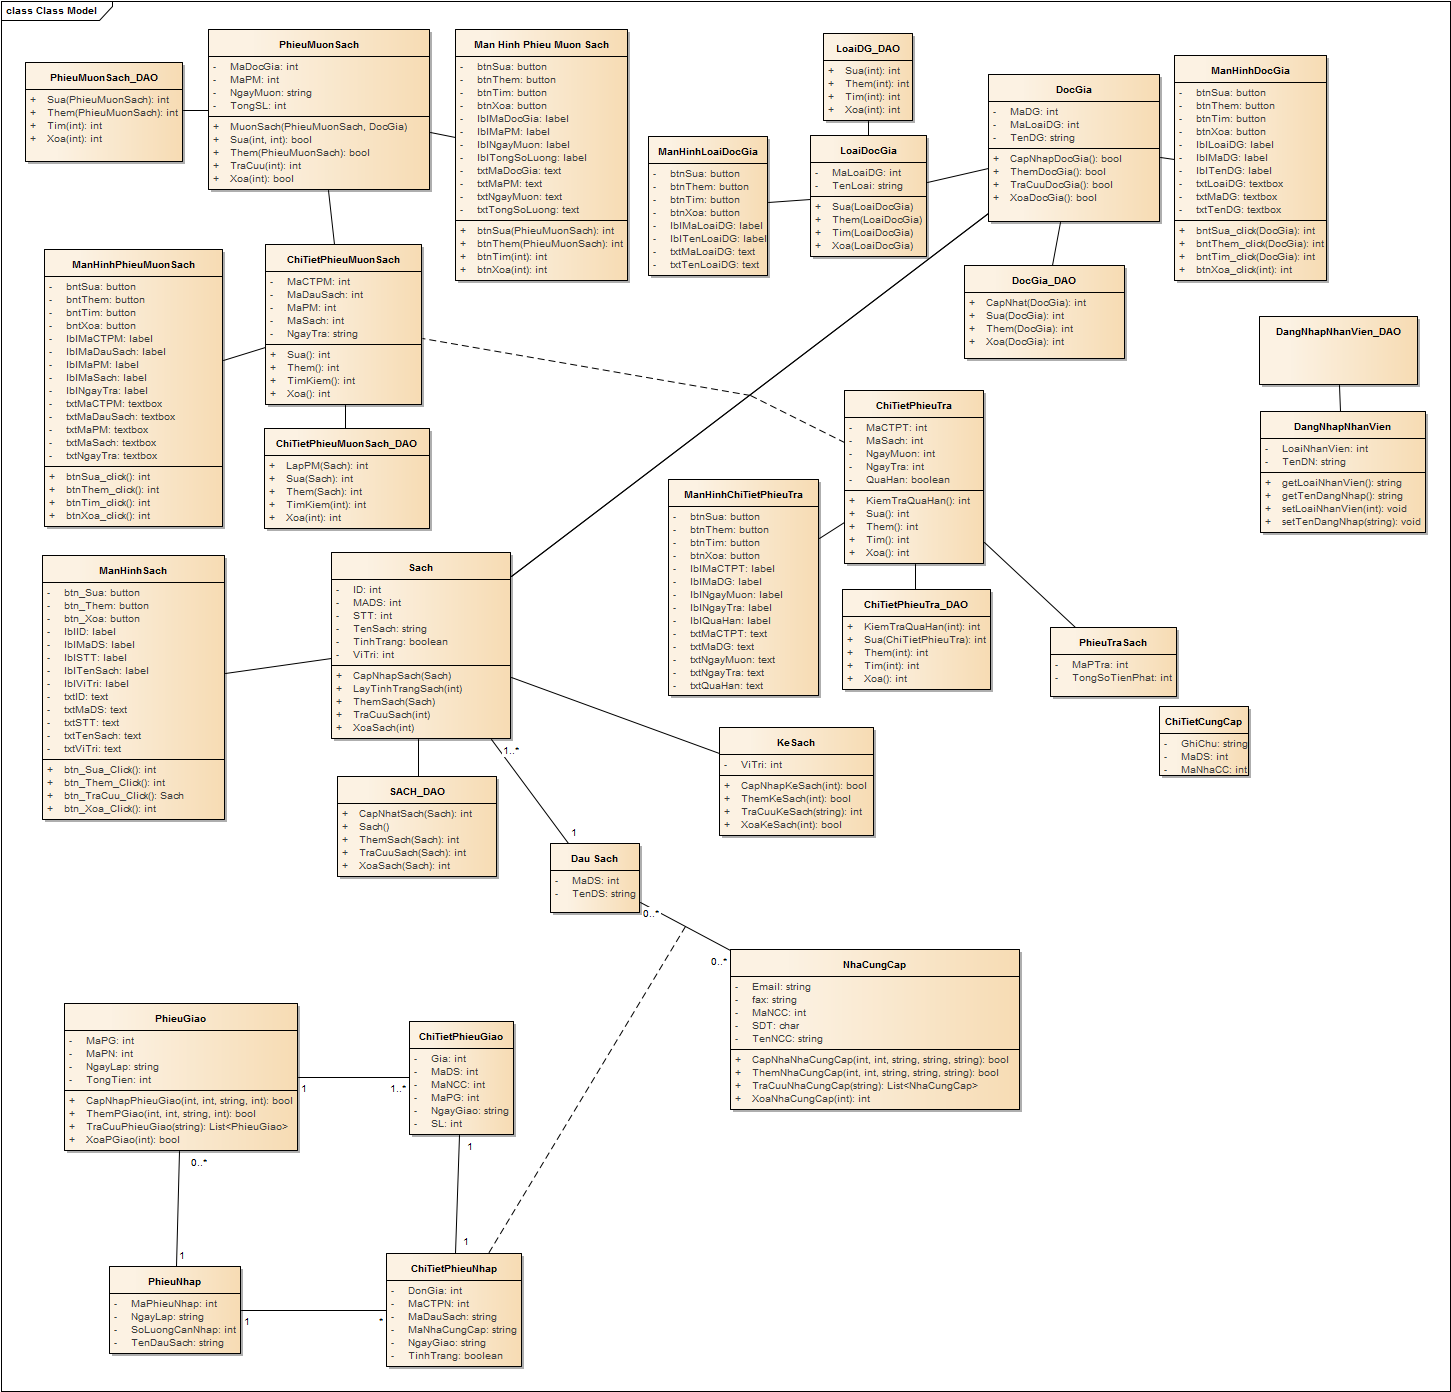 class Class Model
PhieuMuonSach_DAO
+ Sua(PhieuMuonSach): int
+ Them(PhieuMuonSach): int
+ Tim(int): int
+ Xoa(int): int
PhieuMuonSach
- MaDocGia: int
- MaPM: int
- NgayMuon: string
- TongSL: int
+ MuonSach(PhieuMuonSach, DocGia)
+ Sua(int, int): bool
+ Them(PhieuMuonSach): bool
+ TraCuu(int): int
+ Xoa(int): bool
Man Hinh Phieu Muon Sach
- btnSua: button
- btnThem: button
- btnTim: button
- btnXoa: button
- lblMaDocGia: label
- lblMaPM: label
- lblNgayMuon: label
- lblTongSoLuong: label
- txtMaDocGia: text
- txtMaPM: text
- txtNgayMuon: text
- txtTongSoLuong: text
+ btnSua(PhieuMuonSach): int
+ btnThem(PhieuMuonSach): int
+ btnTim(int): int
+ btnXoa(int): int
LoaiDG_DAO
+ Sua(int): int
+ Them(int): int
+ Tim(int): int
+ Xoa(int): int
ManHinhLoaiDocGia
- btnSua: button
- btnThem: button
- btnTim: button
- btnXoa: button
- lblMaLoaiDG: label
- lblTenLoaiDG: label
- txtMaLoaiDG: text
- txtTenLoaiDG: text
LoaiDocGia
- MaLoaiDG: int
- TenLoai: string
+ Sua(LoaiDocGia)
+ Them(LoaiDocGia)
+ Tim(LoaiDocGia)
+ Xoa(LoaiDocGia)
DocGia
- MaDG: int
- MaLoaiDG: int
- TenDG: string
+ CapNhapDocGia(): bool
+ ThemDocGia(): bool
+ TraCuuDocGia(): bool
+ XoaDocGia(): bool
ManHinhDocGia
- btnSua: button
- btnThem: button
- btnTim: button
- btnXoa: button
- lblLoaiDG: label
- lblMaDG: label
- lblTenDG: label
- txtLoaiDG: textbox
- txtMaDG: textbox
- txtTenDG: textbox
+ bntSua_click(DocGia): int
+ bntThem_click(DocGia): int
+ btnTim_click(DocGia): int
+ btnXoa_click(int): int
ManHinhPhieuMuonSach
- bntSua: button
- bntThem: button
- bntTim: button
- bntXoa: button
- lblMaCTPM: label
- lblMaDauSach: label
- lblMaPM: label
- lblMaSach: label
- lblNgayTra: label
- txtMaCTPM: textbox
- txtMaDauSach: textbox
- txtMaPM: textbox
- txtMaSach: textbox
- txtNgayTra: textbox
+ btnSua_click(): int
+ btnThem_click(): int
+ btnTim_click(): int
+ btnXoa_click(): int
ChiTietPhieuMuonSach
- MaCTPM: int
- MaDauSach: int
- MaPM: int
- MaSach: int
- NgayTra: string
+ Sua(): int
+ Them(): int
+ TimKiem(): int
+ Xoa(): int
ChiTietPhieuMuonSach_DAO
+ LapPM(Sach): int
+ Sua(Sach): int
+ Them(Sach): int
+ TimKiem(int): int
+ Xoa(int): int
DocGia_DAO
+ CapNhat(DocGia): int
+ Sua(DocGia): int
+ Them(DocGia): int
+ Xoa(DocGia): int
DangNhapNhanVien_DAO
DangNhapNhanVien
- LoaiNhanVien: int
- TenDN: string
+ getLoaiNhanVien(): string
+ getTenDangNhap(): string
+ setLoaiNhanVien(int): void
+ setTenDangNhap(string): void
ChiTietPhieuTra
- MaCTPT: int
- MaSach: int
- NgayMuon: int
- NgayTra: int
- QuaHan: boolean
+ KiemTraQuaHan(): int
+ Sua(): int
+ Them(): int
+ Tim(): int
+ Xoa(): int
ManHinhChiTietPhieuTra
- btnSua: button
- btnThem: button
- btnTim: button
- btnXoa: button
- lblMaCTPT: label
- lblMaDG: label
- lblNgayMuon: label
- lblNgayTra: label
- lblQuaHan: label
- txtMaCTPT: text
- txtMaDG: text
- txtNgayMuon: text
- txtNgayTra: text
- txtQuaHan: text
ChiTietPhieuTra_DAO
+ KiemTraQuaHan(int): int
+ Sua(ChiTietPhieuTra): int
+ Them(int): int
+ Tim(int): int
+ Xoa(): int
PhieuTraSach
- MaPTra: int
- TongSoTienPhat: int
ChiTietCungCap
- GhiChu: string
- MaDS: int
- MaNhaCC: int
ManHinhSach
- btn_Sua: button
- btn_Them: button
- btn_Xoa: button
- lblID: label
- lblMaDS: label
- lblSTT: label
- lblTenSach: label
- lblViTri: label
- txtID: text
- txtMaDS: text
- txtSTT: text
- txtTenSach: text
- txtViTri: text
+ btn_Sua_Click(): int
+ btn_Them_Click(): int
+ btn_TraCuu_Click(): Sach
+ btn_Xoa_Click(): int
Sach
- ID: int
- MADS: int
- STT: int
- TenSach: string
- TinhTrang: boolean
- ViTri: int
+ CapNhapSach(Sach)
+ LayTinhTrangSach(int)
+ ThemSach(Sach)
+ TraCuuSach(int)
+ XoaSach(int)
1..*
1
SACH_DAO
+ CapNhatSach(Sach): int
+ Sach()
+ ThemSach(Sach): int
+ TraCuuSach(Sach): int
+ XoaSach(Sach): int
KeSach
- ViTri: int
+ CapNhapKeSach(int): bool
+ ThemKeSach(int): bool
+ TraCuuKeSach(string): int
+ XoaKeSach(int): bool
Dau Sach
- MaDS: int
- TenDS: string
0..*
0..*
NhaCungCap
- Email: string
- fax: string
- MaNCC: int
- SDT: char
- TenNCC: string
+ CapNhaNhaCungCap(int, int, string, string, string): bool
+ ThemNhaCungCap(int, int, string, string, string): bool
+ TraCuuNhaCungCap(string): List<NhaCungCap>
+ XoaNhaCungCap(int): int
PhieuGiao
- MaPG: int
- MaPN: int
- NgayLap: string
- TongTien: int
+ CapNhapPhieuGiao(int, int, string, int): bool
+ ThemPGiao(int, int, string, int): bool
+ TraCuuPhieuGiao(string): List<PhieuGiao>
+ XoaPGiao(int): bool
1
1..*
0..*
1
ChiTietPhieuGiao
- Gia: int
- MaDS: int
- MaNCC: int
- MaPG: int
- NgayGiao: string
- SL: int
1
1
PhieuNhap
- MaPhieuNhap: int
- NgayLap: string
- SoLuongCanNhap: int
- TenDauSach: string
1
*
ChiTietPhieuNhap
- DonGia: int
- MaCTPN: int
- MaDauSach: string
- MaNhaCungCap: string
- NgayGiao: string
- TinhTrang: boolean